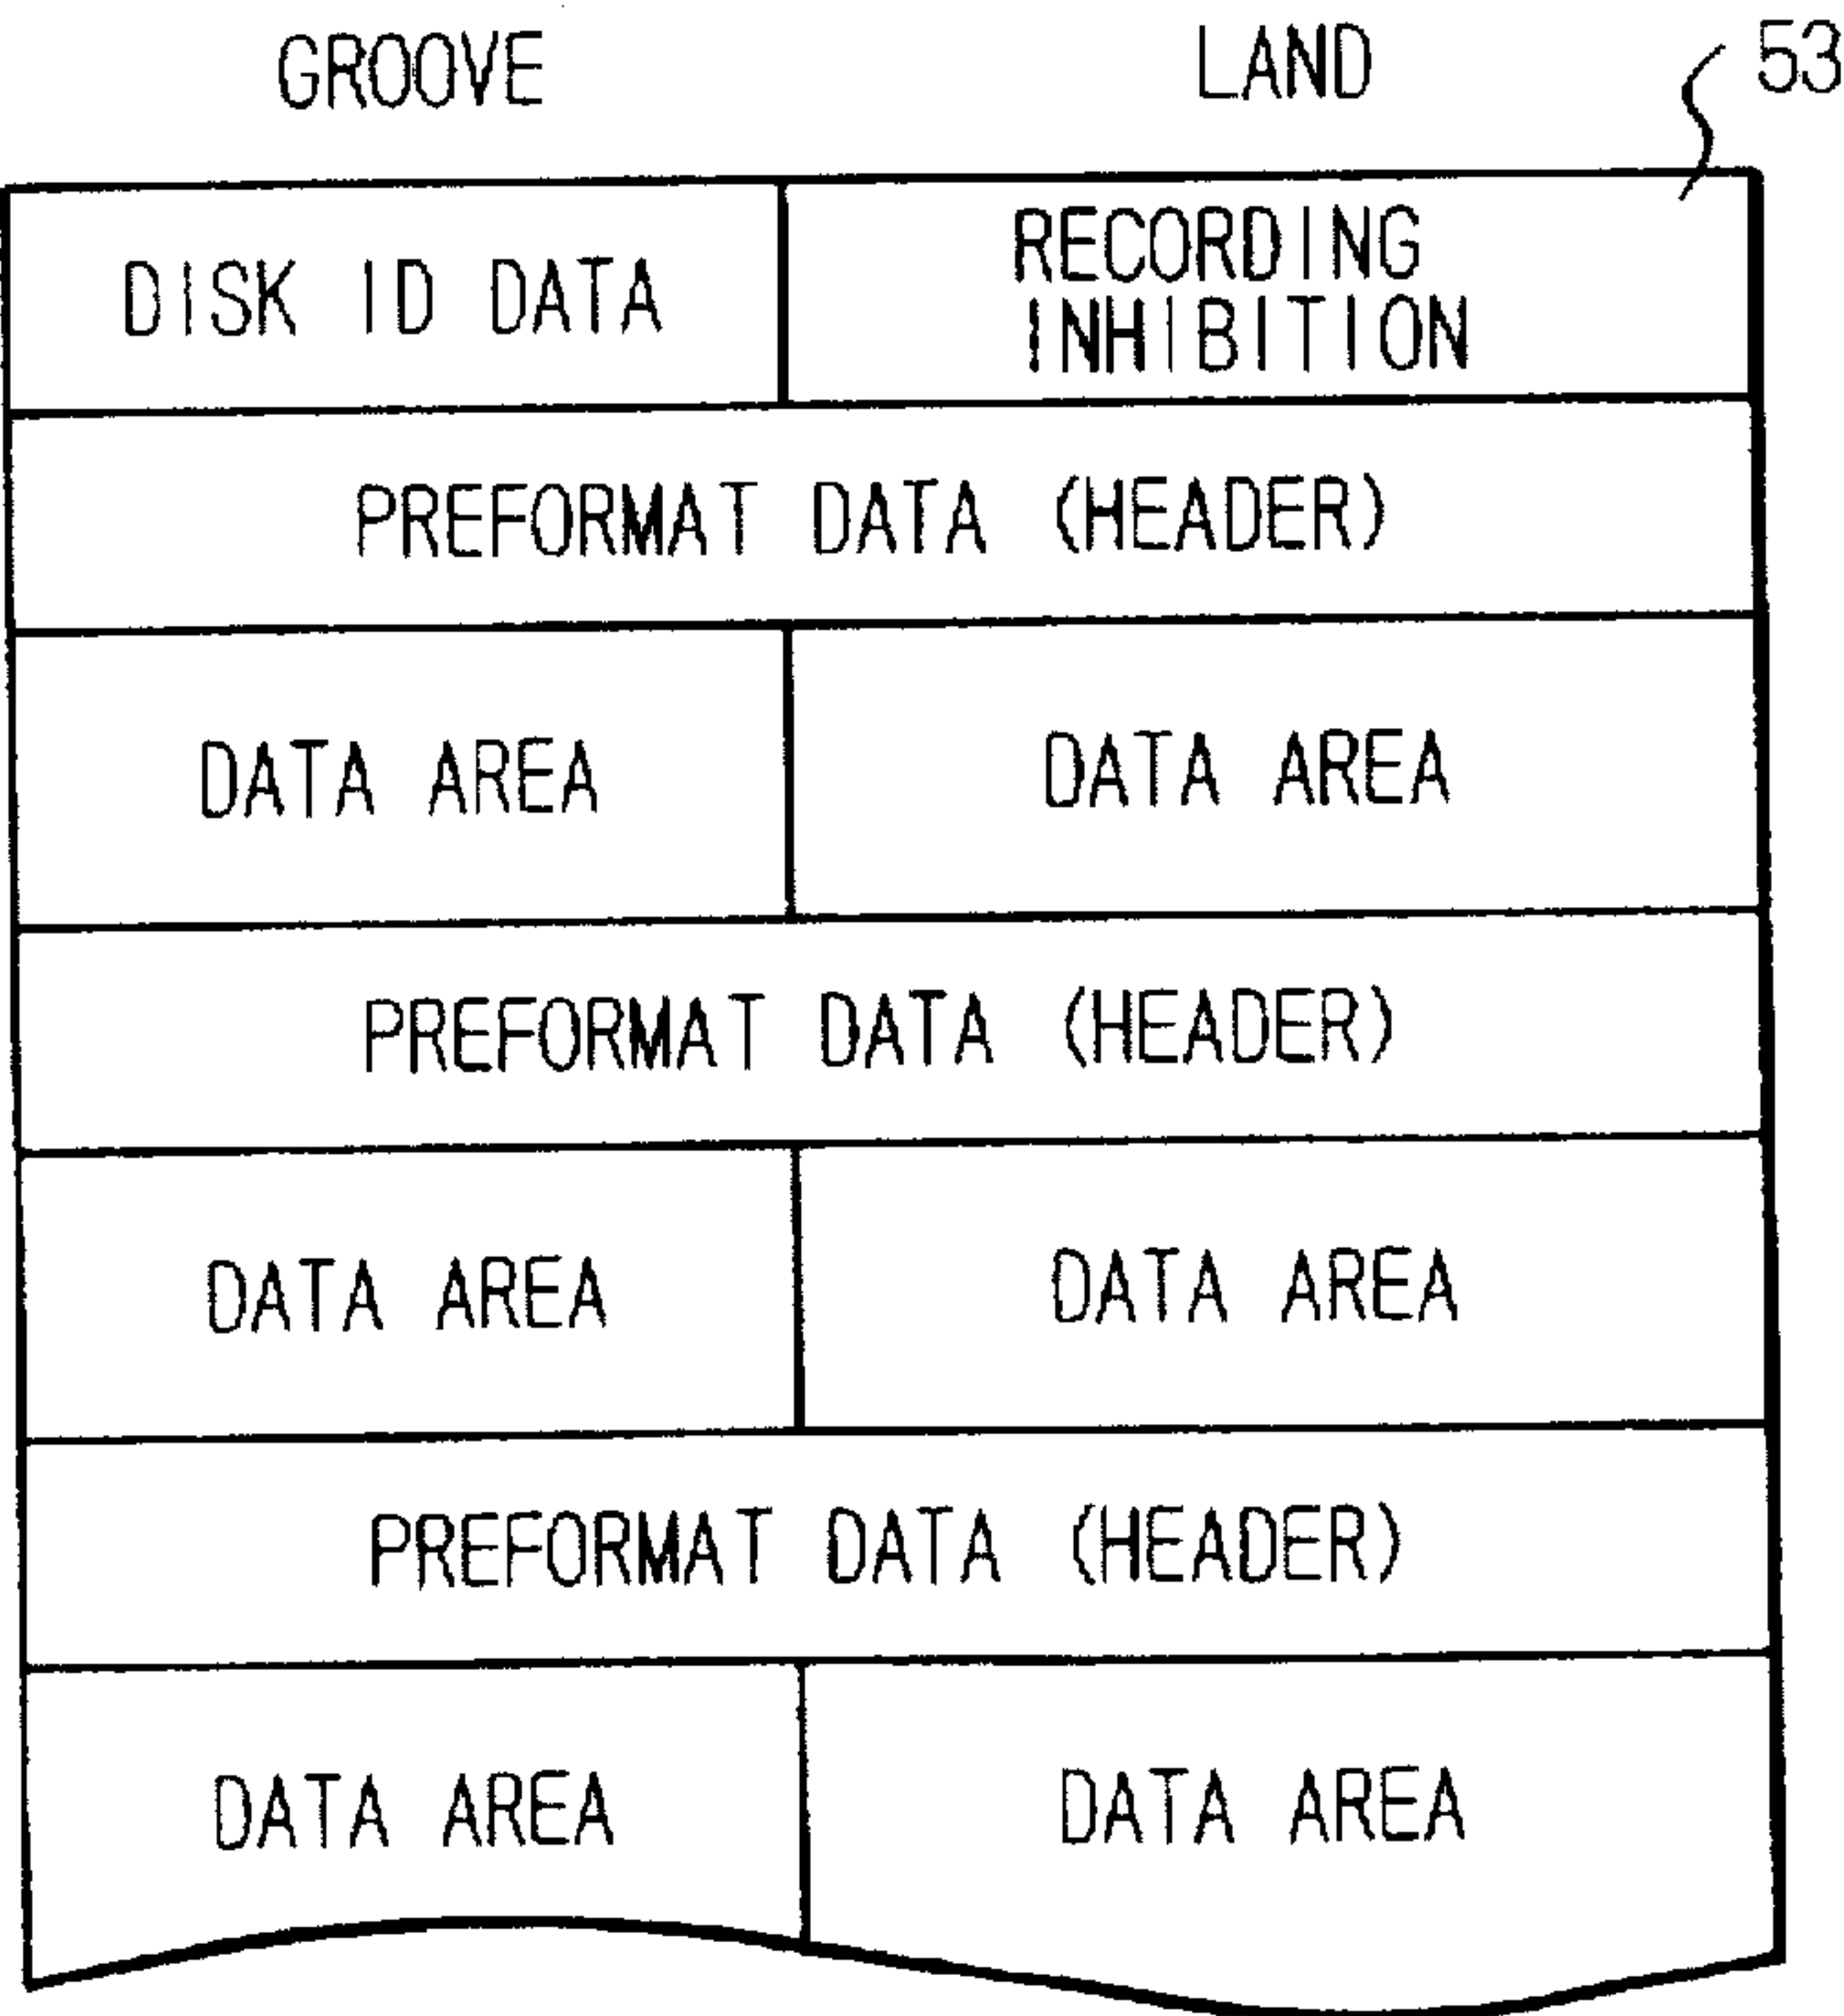 GROOVE LAND 53
DISK ID DATA
RECORDING
INHIBITION
PREFORMAT DATA (HEADER)
DATA AREA DATA AREA
PREFORMAT DATA (HEADER)
DATA AREA DATA AREA
PREFORMAT DATA (HEADER)
DATA AREA DATA AREA